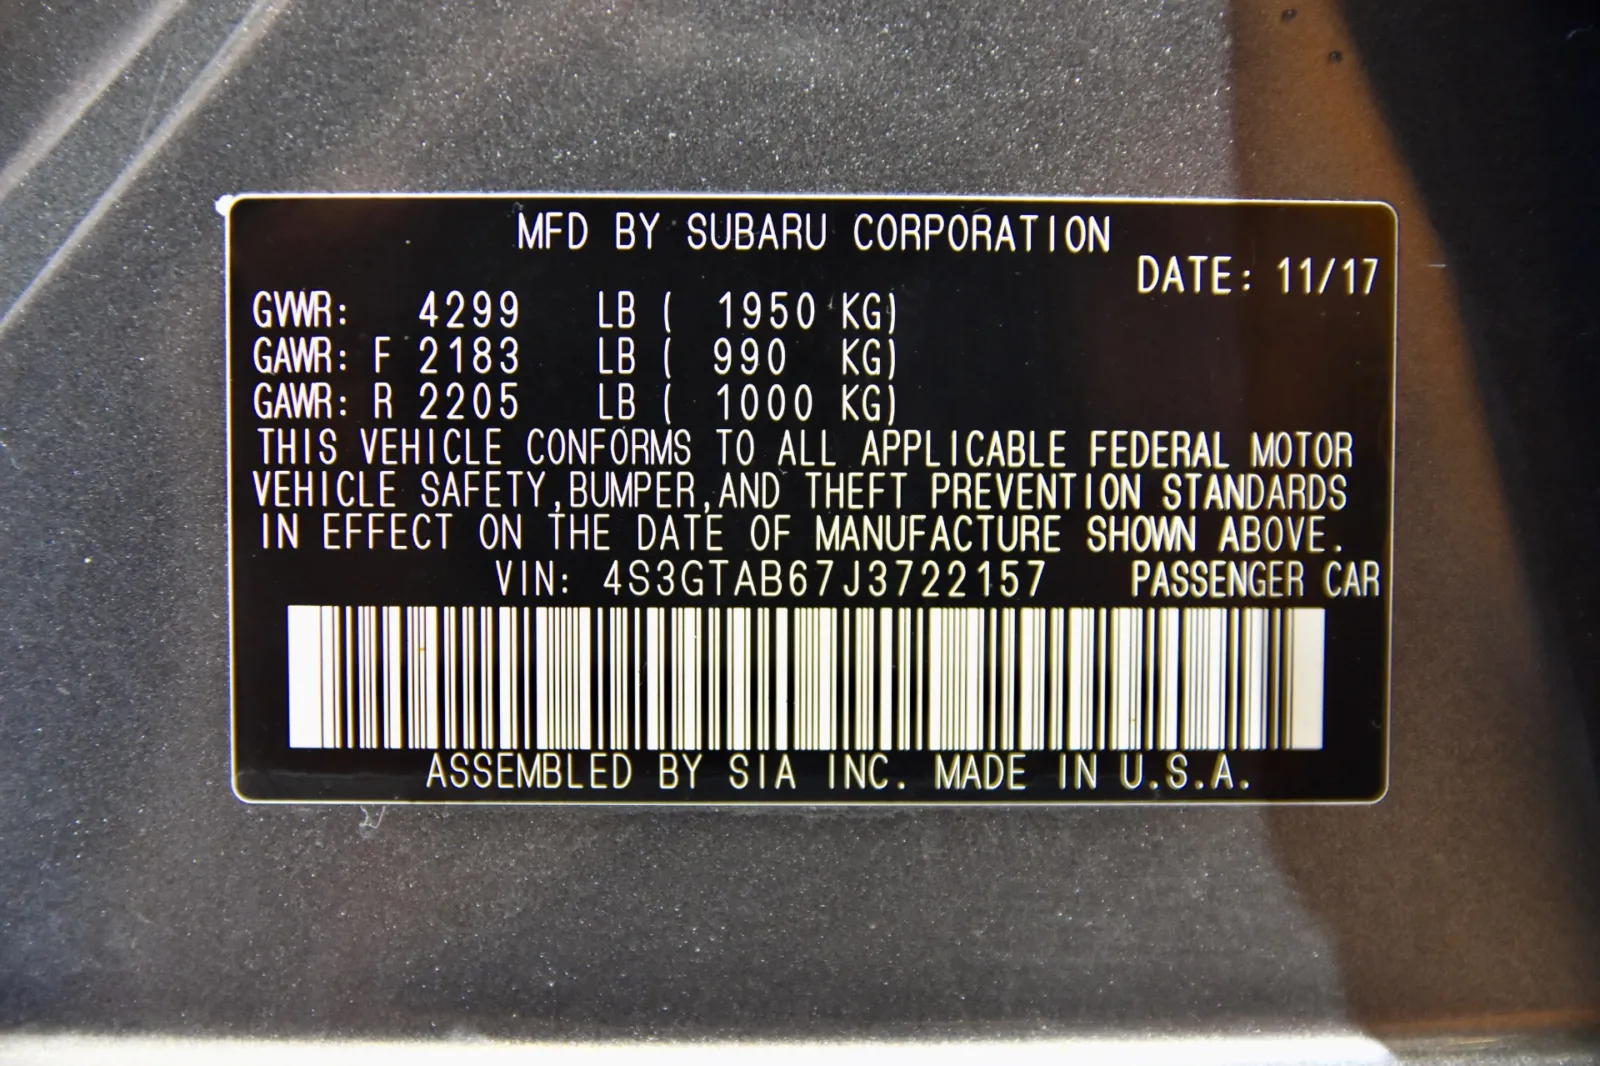 MFD BY SUBARU CORPORATION
DATE: 11/17
GVWR: 4299 LB ( 1950 KG)
GAWR: F 2183 LB ( 990 KG)
GAWR: R 2205 LB ( 1000 KG)
THIS VEHICLE CONFORMS TO ALL APPLICABLE FEDERAL MOTOR
VEHICLE SAFETY,BUMPER,AND THEFT PREVENTION STANDARDS
IN EFFECT ON THE DATE OF MANUFACTURE SHOWN ABOVE.
VIN: 4S3GTAB67J3722157 PASSENGER CAR
ASSEMBLED BY SIA INC. MADE IN U.S.A.